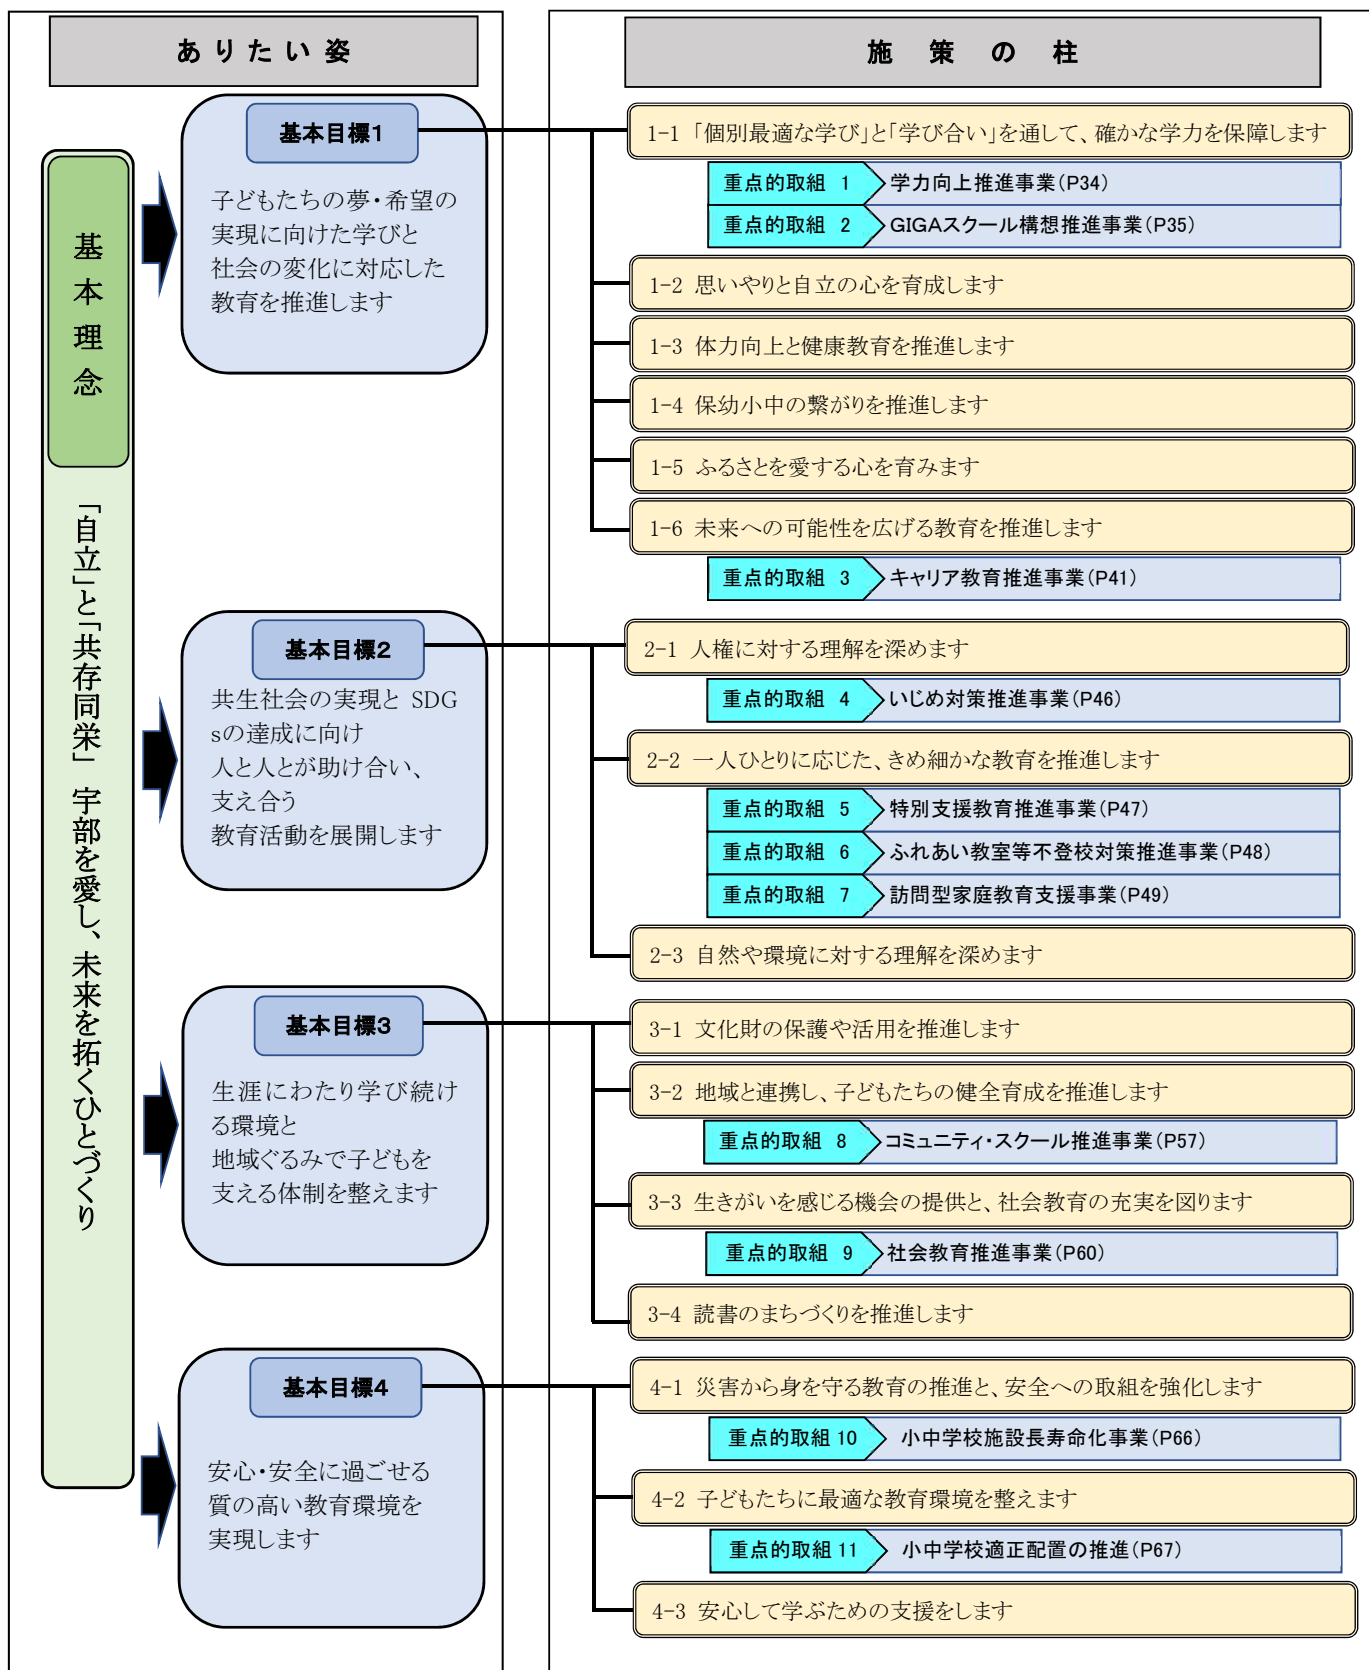 ありたい姿
施策の柱
基本理念
「自立」と「共存同栄」 宇部を愛し、未来を拓くひとづくり
基本目標1
子どもたちの夢・希望の
実現に向けた学びと
社会の変化に対応した
教育を推進します
1-1 「個別最適な学び」と「学び合い」を通して、確かな学力を保障します
重点的取組 1 学力向上推進事業(P34)
重点的取組 2 GIGAスクール構想推進事業(P35)
1-2 思いやりと自立の心を育成します
1-3 体力向上と健康教育を推進します
1-4 保幼小中の繋がりを推進します
1-5 ふるさとを愛する心を育みます
1-6 未来への可能性を広げる教育を推進します
重点的取組 3 キャリア教育推進事業(P41)
基本目標2
共生社会の実現と SDG
sの達成に向け
人と人とが助け合い、
支え合う
教育活動を展開します
2-1 人権に対する理解を深めます
重点的取組 4 いじめ対策推進事業(P46)
2-2 一人ひとりに応じた、きめ細かな教育を推進します
重点的取組 5 特別支援教育推進事業(P47)
重点的取組 6 ふれあい教室等不登校対策推進事業(P48)
重点的取組 7 訪問型家庭教育支援事業(P49)
2-3 自然や環境に対する理解を深めます
基本目標3
生涯にわたり学び続け
る環境と
地域ぐるみで子どもを
支える体制を整えます
3-1 文化財の保護や活用を推進します
3-2 地域と連携し、子どもたちの健全育成を推進します
重点的取組 8 コミュニティ・スクール推進事業(P57)
3-3 生きがいを感じる機会の提供と、社会教育の充実を図ります
重点的取組 9 社会教育推進事業(P60)
3-4 読書のまちづくりを推進します
基本目標4
安心・安全に過ごせる
質の高い教育環境を
実現します
4-1 災害から身を守る教育の推進と、安全への取組を強化します
重点的取組 10 小中学校施設長寿命化事業(P66)
4-2 子どもたちに最適な教育環境を整えます
重点的取組 11 小中学校適正配置の推進(P67)
4-3 安心して学ぶための支援をします